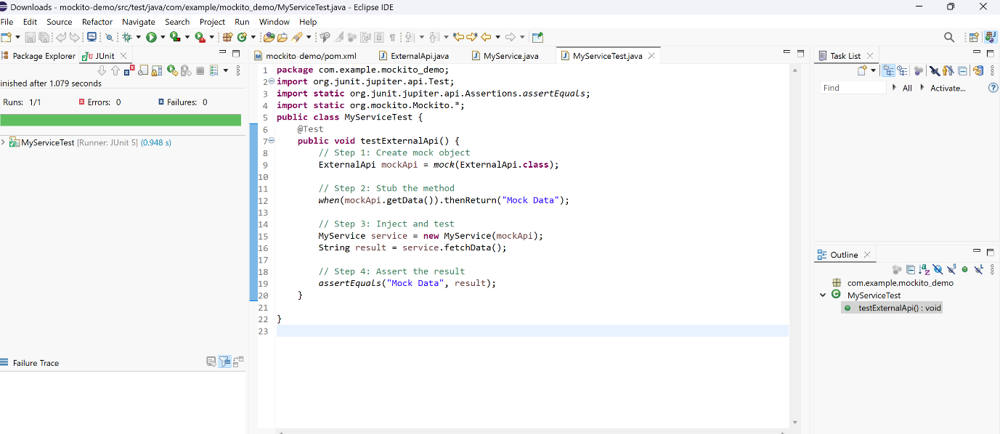 Downloads - mockito-demo/src/test/java/com/example/mockito_demo/MyServiceTest.java - Eclipse IDE
File Edit Source Refactor Navigate Search Project Run Window Help
Package Explorer JUnit
inished after 1.079 seconds
Runs: 1/1 Errors: 0 Failures: 0
MyServiceTest [Runner: JUnit 5] (0.948 s)
Failure Trace
mockito-demo/pom.xml ExternalApi.java MyService.java MyServiceTest.java
1 package com.example.mockito_demo;
2 import org.junit.jupiter.api.Test;
3 import static org.junit.jupiter.api.Assertions.assertEquals;
4 import static org.mockito.Mockito.*;
5 public class MyServiceTest {
6 @Test
7 public void testExternalApi() {
8 // Step 1: Create mock object
9 ExternalApi mockApi = mock(ExternalApi.class);
10
11 // Step 2: Stub the method
12 when(mockApi.getData()).thenReturn("Mock Data");
13
14 // Step 3: Inject and test
15 MyService service = new MyService(mockApi);
16 String result = service.fetchData();
17
18 // Step 4: Assert the result
19 assertEquals("Mock Data", result);
20 }
21
22 }
23
Task List
Find All Activate...
Outline
com.example.mockito_demo
MyServiceTest
testExternalApi() : void